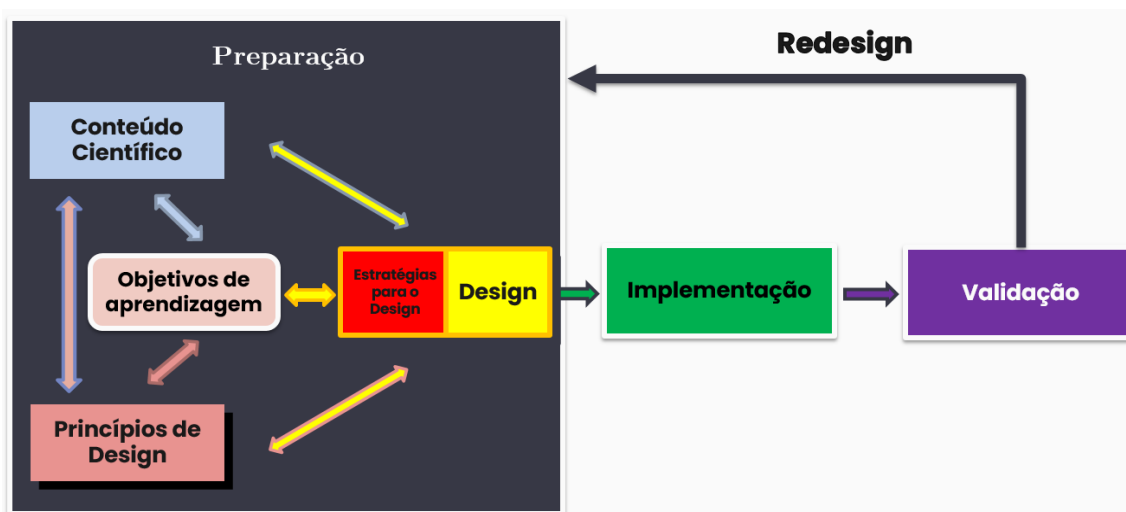 Preparação
Redesign
Conteúdo
Científico
Objetivos de
aprendizagem
Estratégias
para o
Design
Design
Implementação
Validação
Princípios de
Design